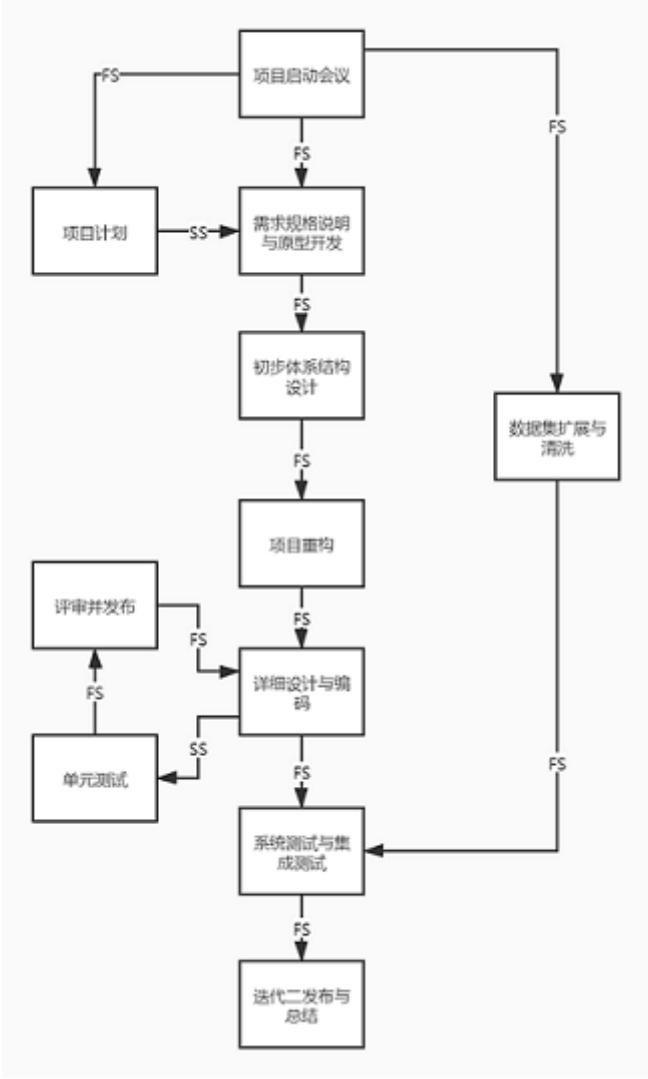 项目启动会议
FS
FS
FS
项目计划
SS
需求规格说明
与原型开发
FS
初步体系结构
设计
数据集扩展与
清洗
FS
项目重构
评审并发布
FS
FS
详细设计与编
码
FS
SS
单元测试
FS
FS
系统测试与集
成测试
FS
迭代二发布与
总结